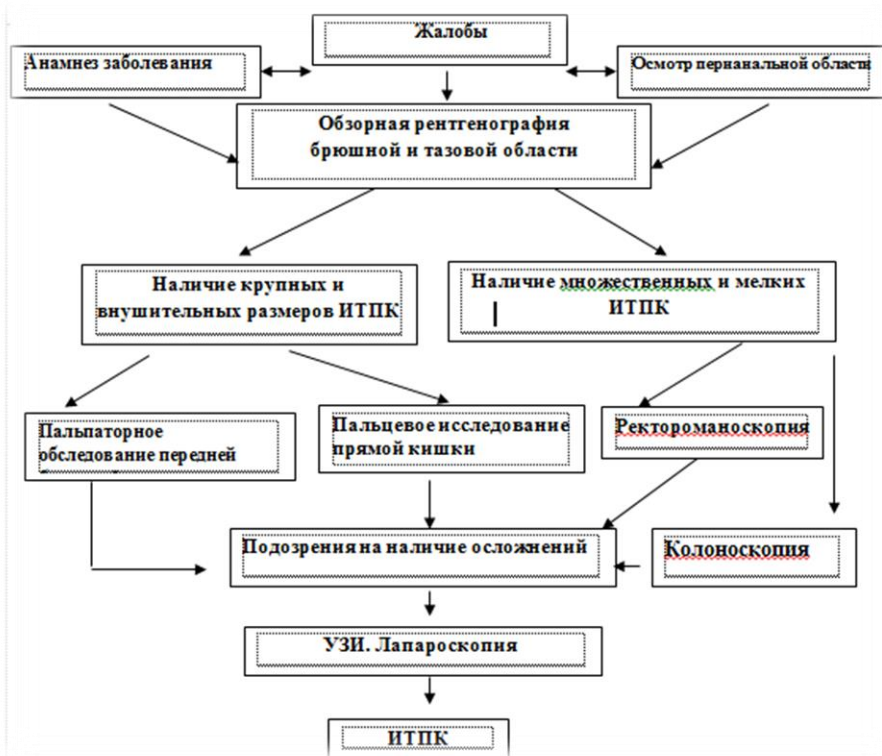 Жалобы
Анамнез заболевания
Осмотр перианальной области
Обзорная рентгенография
брюшной и тазовой области
Наличие крупных и
внушительных размеров ИТПК
Наличие множественных и мелких
ИТПК
Пальпаторное
обследование передней
Пальцевое исследование
прямой кишки
Ректороманоскопия
Подозрения на наличие осложнений
Колоноскопия
УЗИ. Лапароскопия
ИТПК